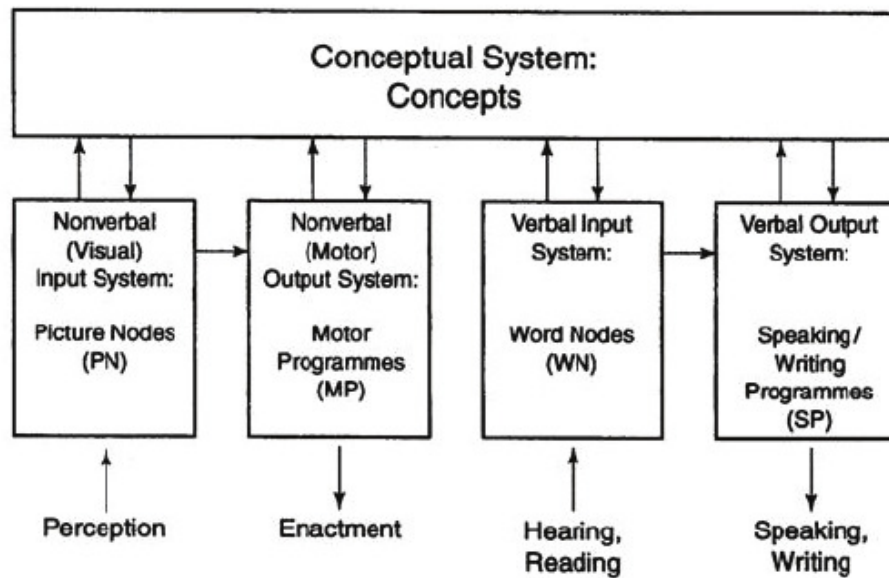 Conceptual System:
Concepts
Nonverbal
(Visual)
Input System:
Picture Nodes
(PN)
Nonverbal
(Motor)
Output System:
Motor
Programmes
(MP)
Verbal Input
System:
Word Nodes
(WN)
Verbal Output
System:
Speaking/
Writing
Programmes
(SP)
Perception
Enactment
Hearing,
Reading
Speaking,
Writing